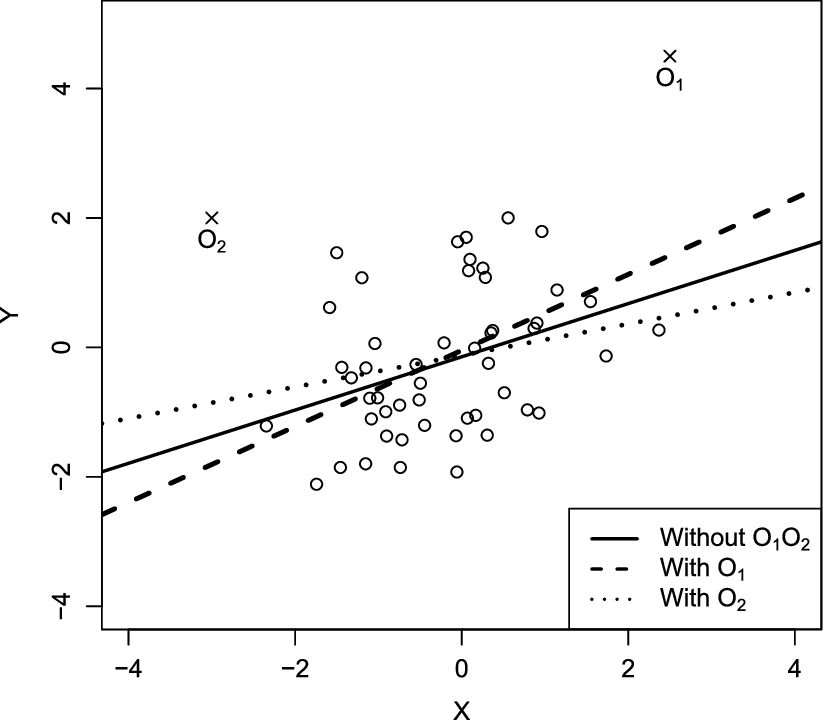 O₁
O₂
Y
4
2
0
−2
−4
Without O₁O₂
With O₁
With O₂
−4 −2 0 2 4
X